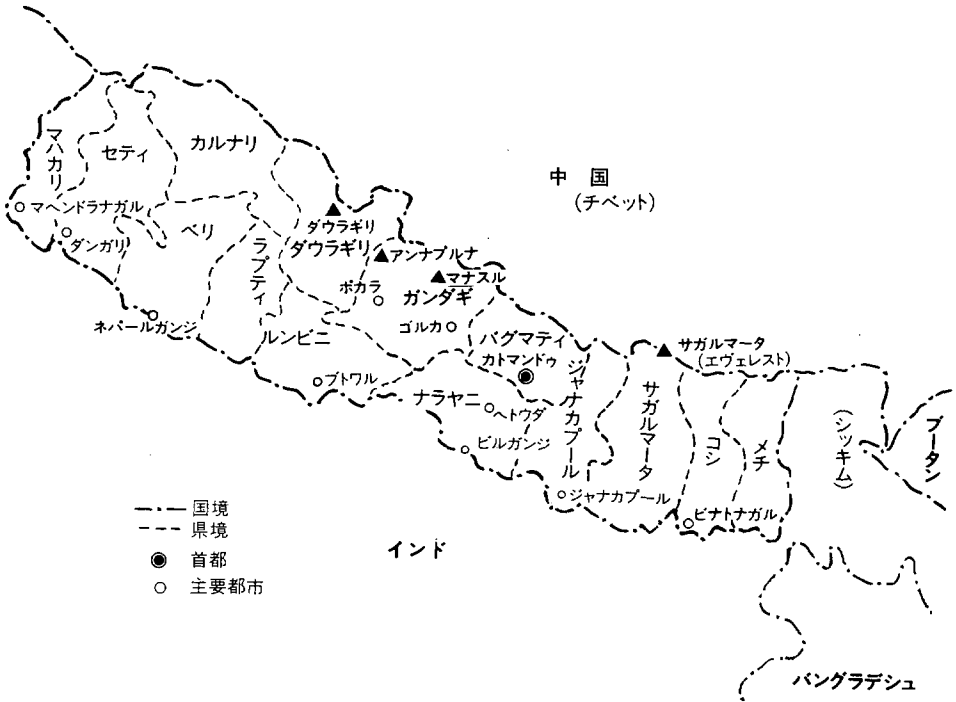 中国
(チベット)
マハカリ
セティ
カルナリ
マヘンドラナガル
ダンガリ
ベリ
ラプティ
ダウラギリ
ダウラギリ
アンナプルナ
マナスル
ポカラ
ガンダギ
ゴルカ
ネパールガンジ
ルンビニ
バグマティ
カトマンドゥ
サガルマータ
(エヴェレスト)
ブトワル
ナラヤニ
ヘトウダ
ビルガンジ
ジャナカプール
サガルマータ
コシ
メチ
(シッキム)
ブータン
ジャナカプール
ビナトナガル
国境
県境
首都
主要都市
インド
バングラデシュ